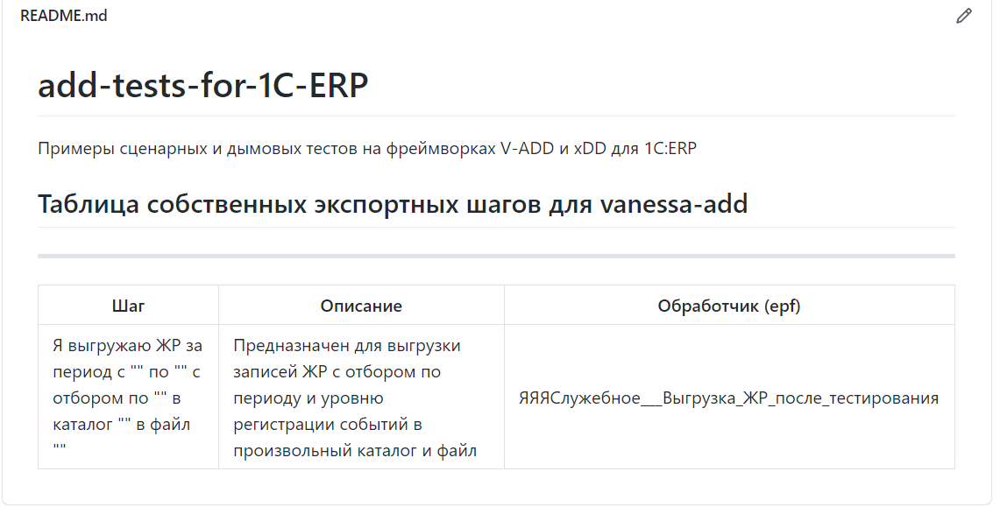 README.md
add-tests-for-1C-ERP
Примеры сценарных и дымовых тестов на фреймворках V-ADD и xDD для 1C:ERP
Таблица собственных экспортных шагов для vanessa-add
Шаг
Описание
Обработчик (epf)
Я выгружаю ЖР за
период с "" по "" с
отбором по "" в
каталог "" в файл
""
Предназначен для выгрузки
записей ЖР с отбором по
периоду и уровню
регистрации событий в
произвольный каталог и файл
ЯЯЯСлужебное___Выгрузка_ЖР_после_тестирования